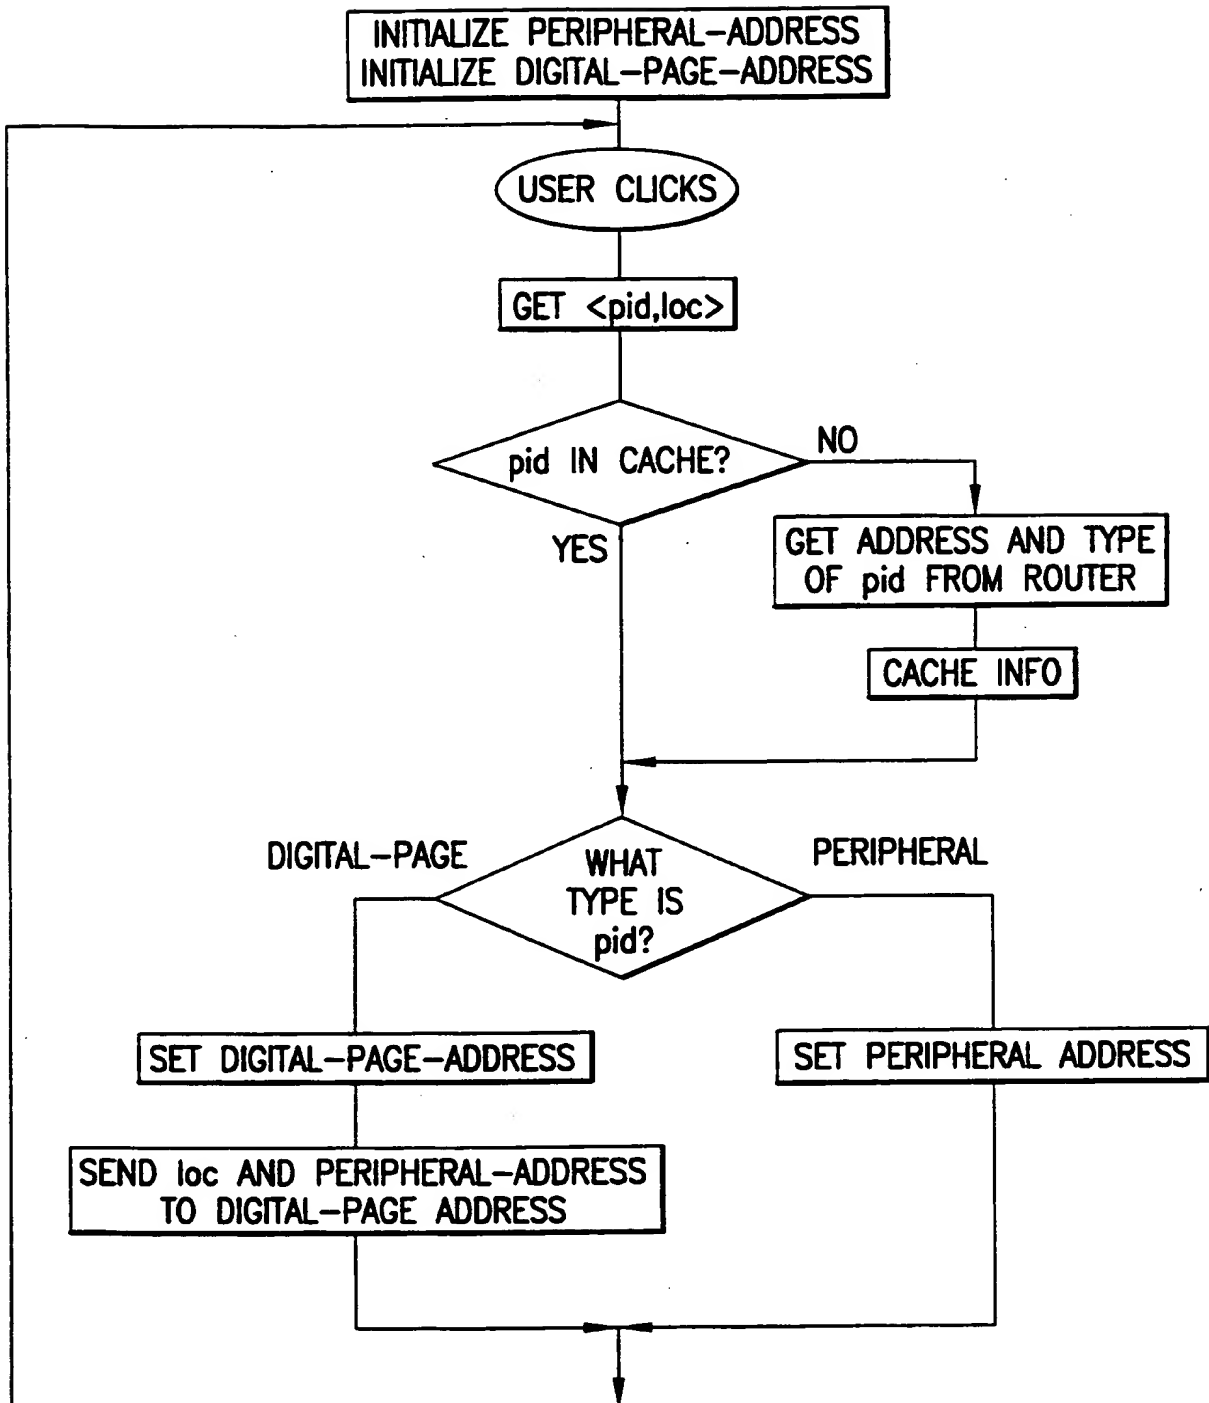 INITIALIZE PERIPHERAL-ADDRESS
INITIALIZE DIGITAL-PAGE-ADDRESS
USER CLICKS
GET <pid,loc>
pid IN CACHE?
NO
YES
GET ADDRESS AND TYPE
OF pid FROM ROUTER
CACHE INFO
DIGITAL-PAGE
WHAT
TYPE IS
pid?
PERIPHERAL
SET DIGITAL-PAGE-ADDRESS
SET PERIPHERAL ADDRESS
SEND loc AND PERIPHERAL-ADDRESS
TO DIGITAL-PAGE ADDRESS